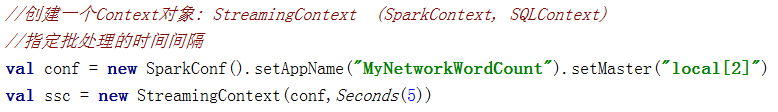 //创建一个Context对象: StreamingContext  (SparkContext, SQLContext)
//指定批处理的时间间隔
val conf = new SparkConf().setAppName("MyNetworkWordCount").setMaster("local[2]")
val ssc = new StreamingContext(conf,Seconds(5))